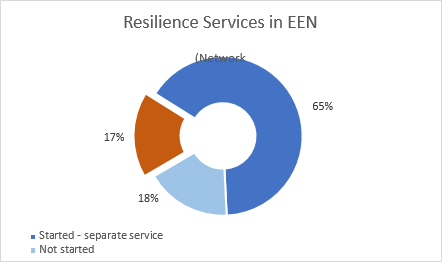 Resilience Services in EEN
(Network
65%
17%
18%
Started - separate service
Not started